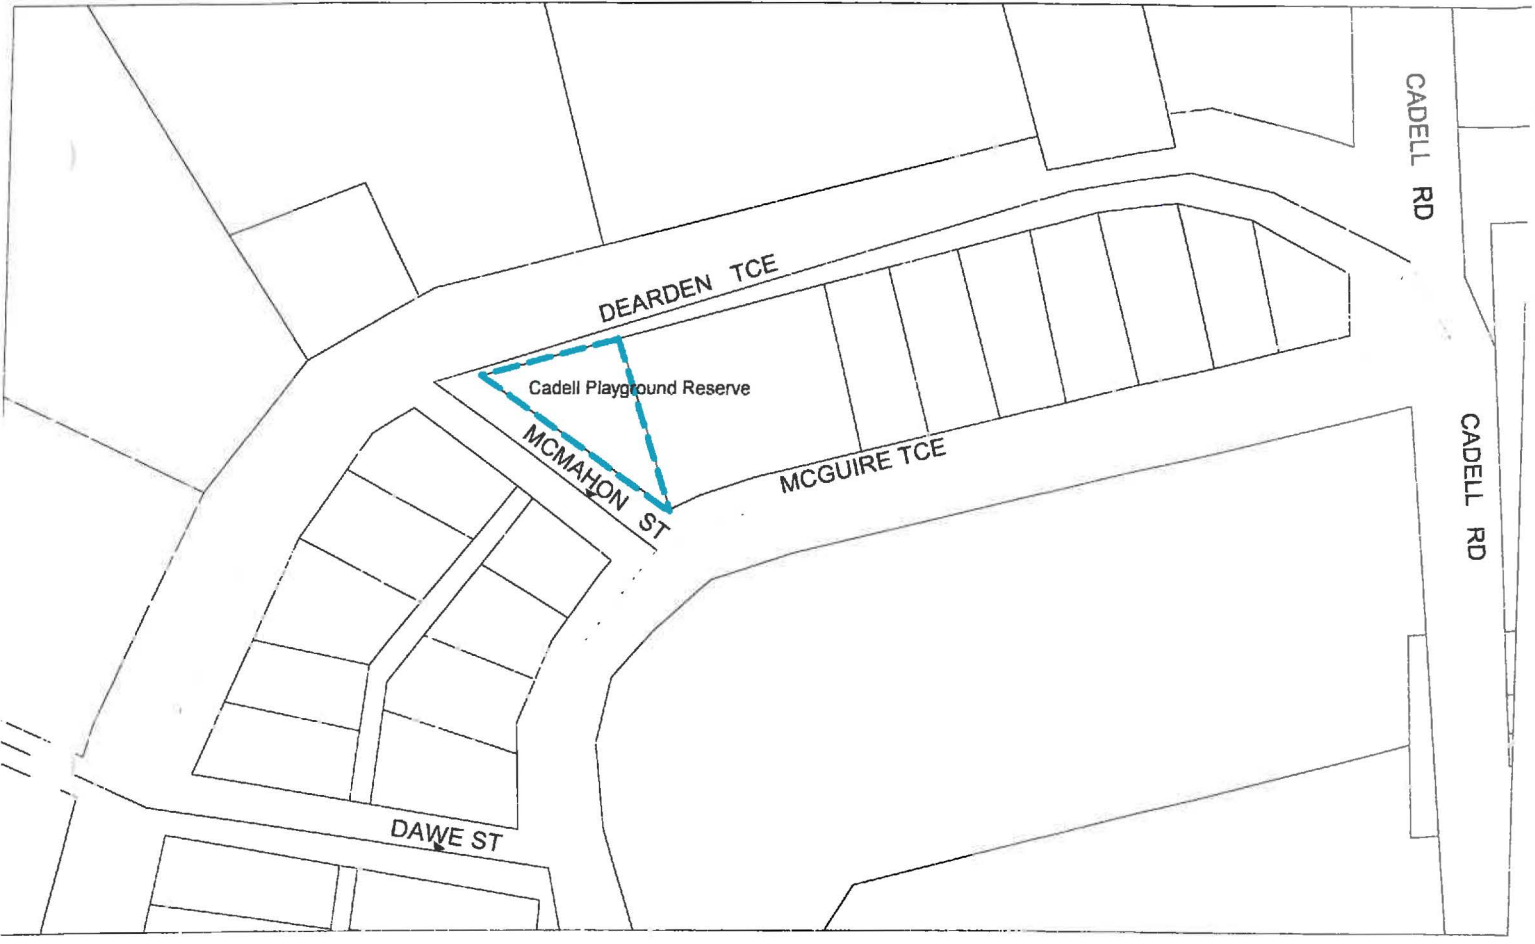 CADELL RD
DEARDEN TCE
Cadell Playground Reserve
MCMAHON ST
MCGUIRE TCE
CADELL RD
DAWE ST